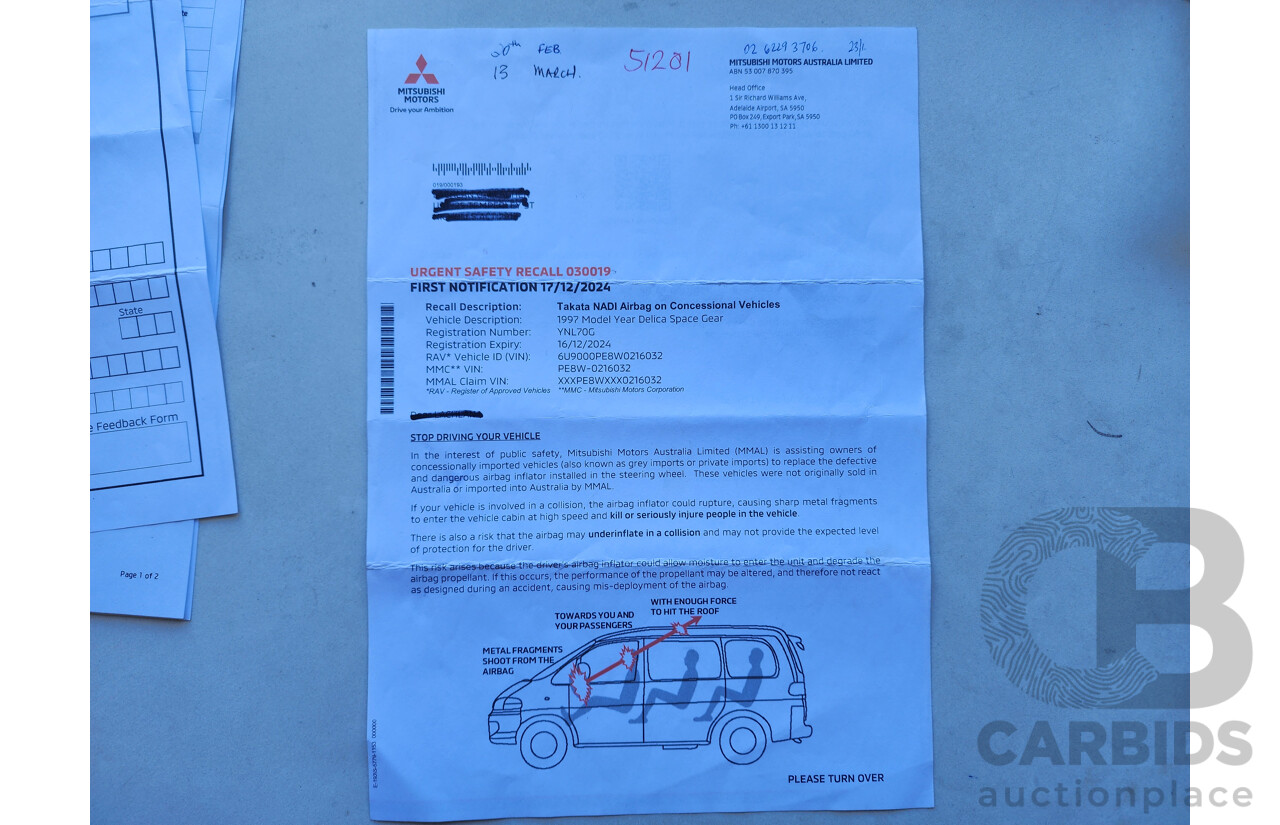 te
State
e Feedback Form
Page 1 of 2
30th FEB
13 MARCH.
51201
02 6229 3706. 23/1.
MITSUBISHI
MOTORS
Drive your Ambition
MITSUBISHI MOTORS AUSTRALIA LIMITED
ABN 53 007 870 395
Head Office
1 Sir Richard Williams Ave,
Adelaide Airport, SA 5950
PO Box 249, Export Park, SA 5950
Ph: +61 1300 13 12 11
019/000193
URGENT SAFETY RECALL 030019
FIRST NOTIFICATION 17/12/2024
Recall Description: Takata NADI Airbag on Concessional Vehicles
Vehicle Description: 1997 Model Year Delica Space Gear
Registration Number: YNL70G
Registration Expiry: 16/12/2024
RAV* Vehicle ID (VIN): 6U9000PE8W0216032
MMC** VIN: PE8W-0216032
MMAL Claim VIN: XXXPE8WXXX0216032
*RAV - Register of Approved Vehicles **MMC - Mitsubishi Motors Corporation
STOP DRIVING YOUR VEHICLE
In the interest of public safety, Mitsubishi Motors Australia Limited (MMAL) is assisting owners of
concessionally imported vehicles (also known as grey imports or private imports) to replace the defective
and dangerous airbag inflator installed in the steering wheel. These vehicles were not originally sold in
Australia or imported into Australia by MMAL.
If your vehicle is involved in a collision, the airbag inflator could rupture, causing sharp metal fragments
to enter the vehicle cabin at high speed and kill or seriously injure people in the vehicle.
There is also a risk that the airbag may underinflate in a collision and may not provide the expected level
of protection for the driver.
This risk arises because the driver's airbag inflator could allow moisture to enter the unit and degrade the
airbag propellant. If this occurs, the performance of the propellant may be altered, and therefore not react
as designed during an accident, causing mis-deployment of the airbag.
WITH ENOUGH FORCE
TO HIT THE ROOF
TOWARDS YOU AND
YOUR PASSENGERS
METAL FRAGMENTS
SHOOT FROM THE
AIRBAG
PLEASE TURN OVER
CARBIDS
auctionplace